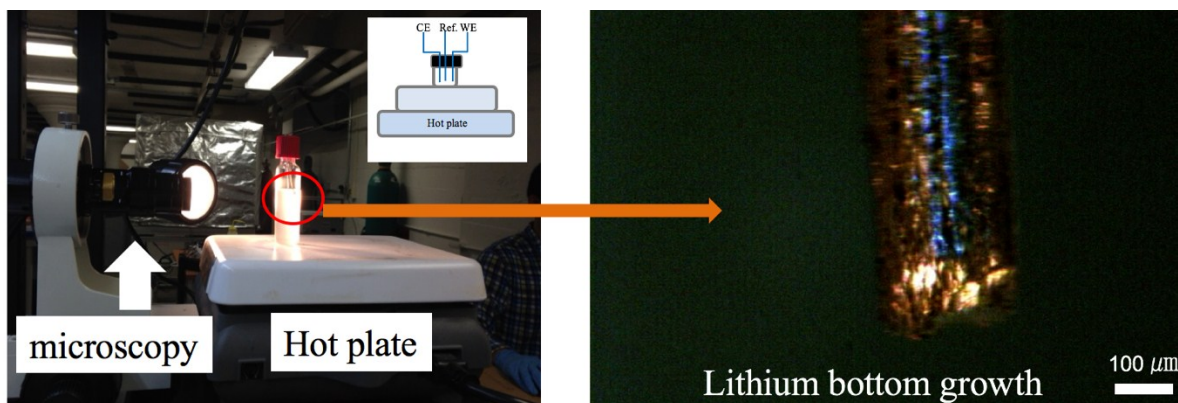 CE Ref. WE
Hot plate
microscopy
Hot plate
Lithium bottom growth
100 μm